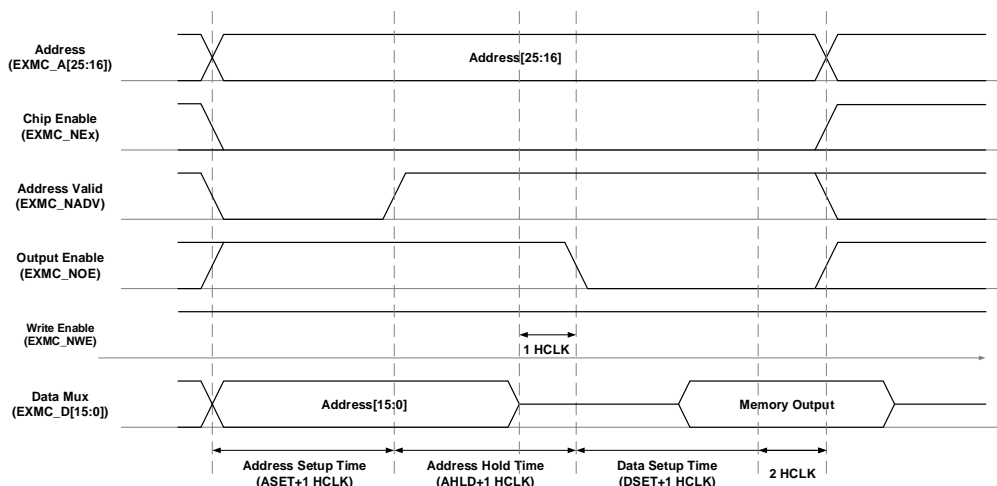 Address
(EXMC_A[25:16])
Address[25:16]
Chip Enable
(EXMC_NEx)
Address Valid
(EXMC_NADV)
Output Enable
(EXMC_NOE)
Write Enable
(EXMC_NWE)
1 HCLK
Data Mux
(EXMC_D[15:0])
Address[15:0]
Memory Output
Address Setup Time
(ASET+1 HCLK)
Address Hold Time
(AHLD+1 HCLK)
Data Setup Time
(DSET+1 HCLK)
2 HCLK